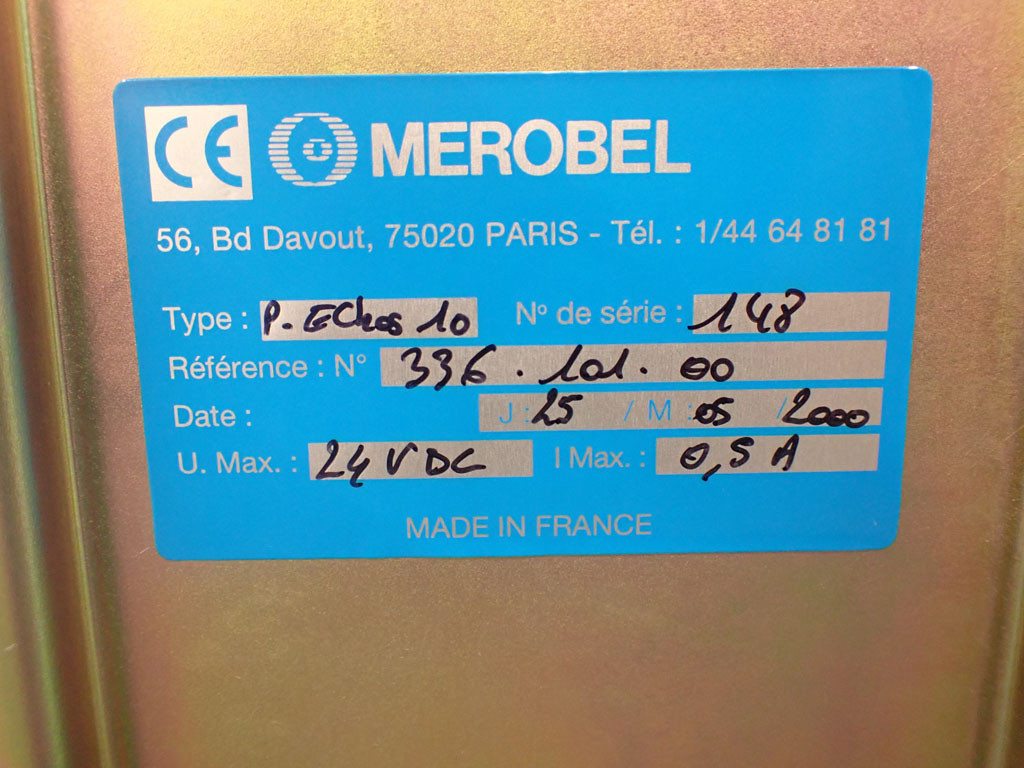 CE MEROBEL
56, Bd Davout, 75020 PARIS - Tél. : 1/44 64 81 81
Type : P. EChos 10 N° de série : 148
Référence : N° 336.101.00
Date : J : 25 / M : 05 / 2000
U. Max. : 24 V DC I Max. : 0,5 A
MADE IN FRANCE